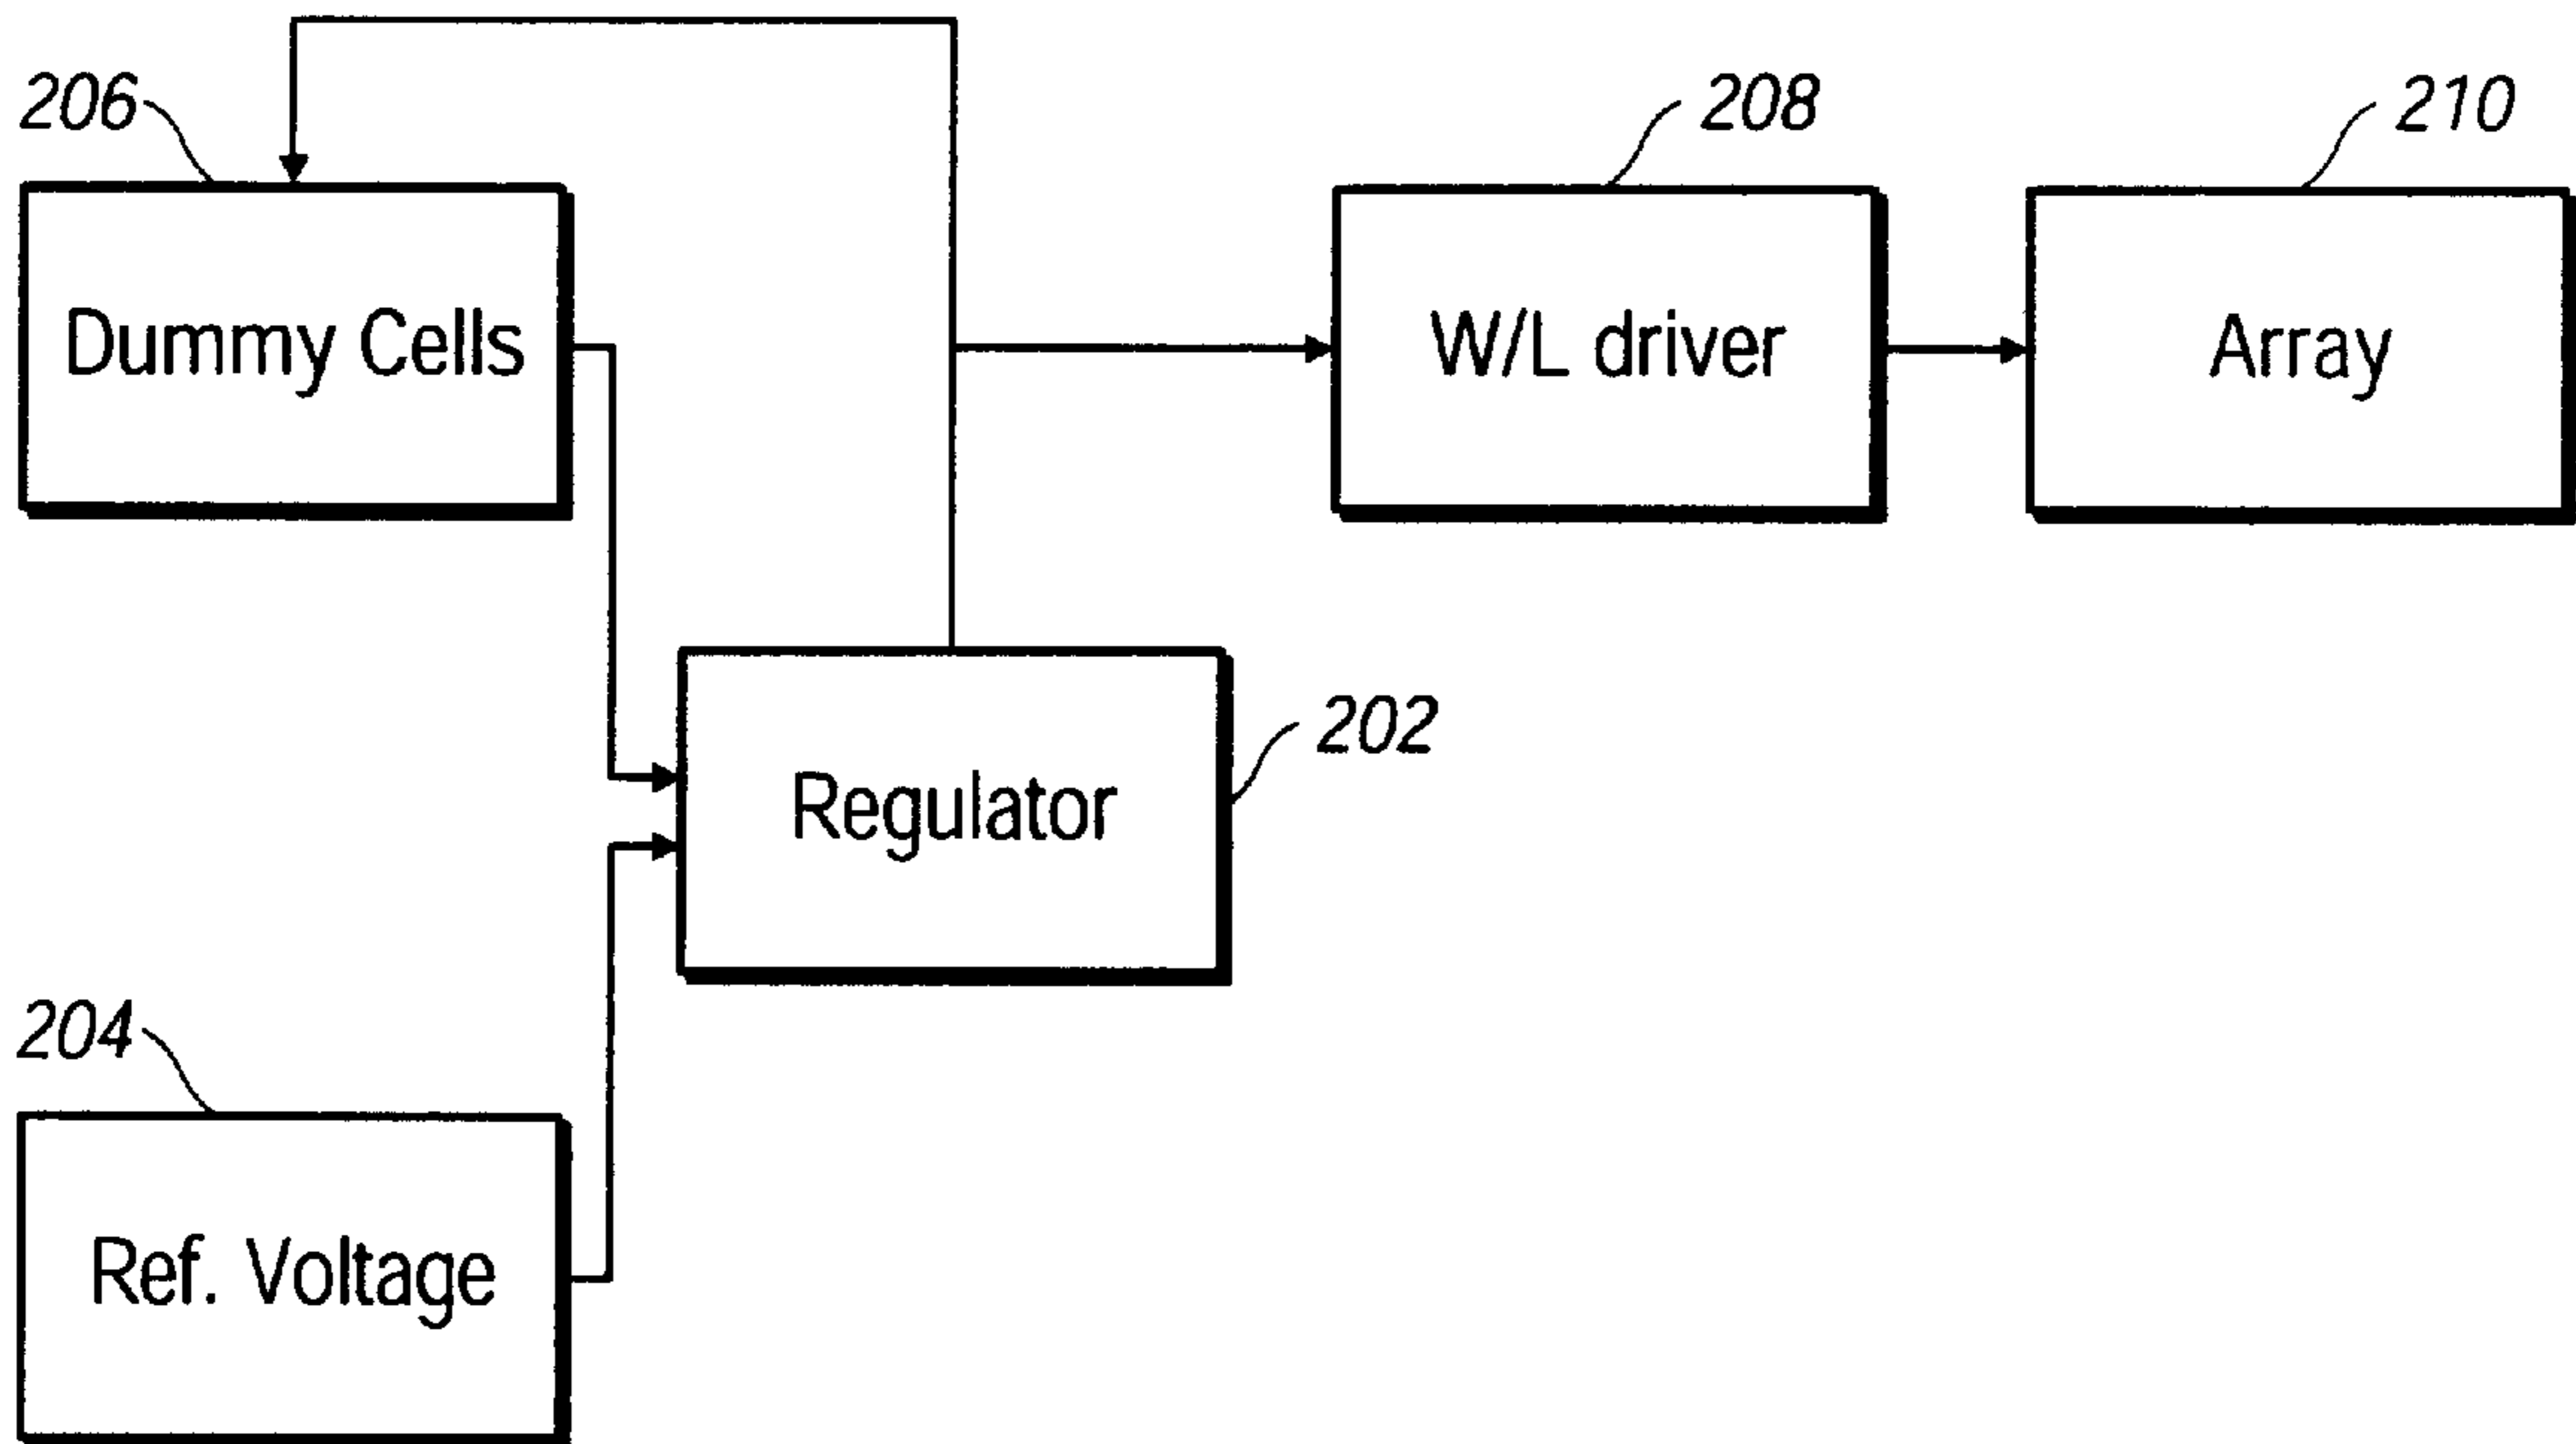 206
208
210
Dummy Cells
W/L driver
Array
202
Regulator
204
Ref. Voltage